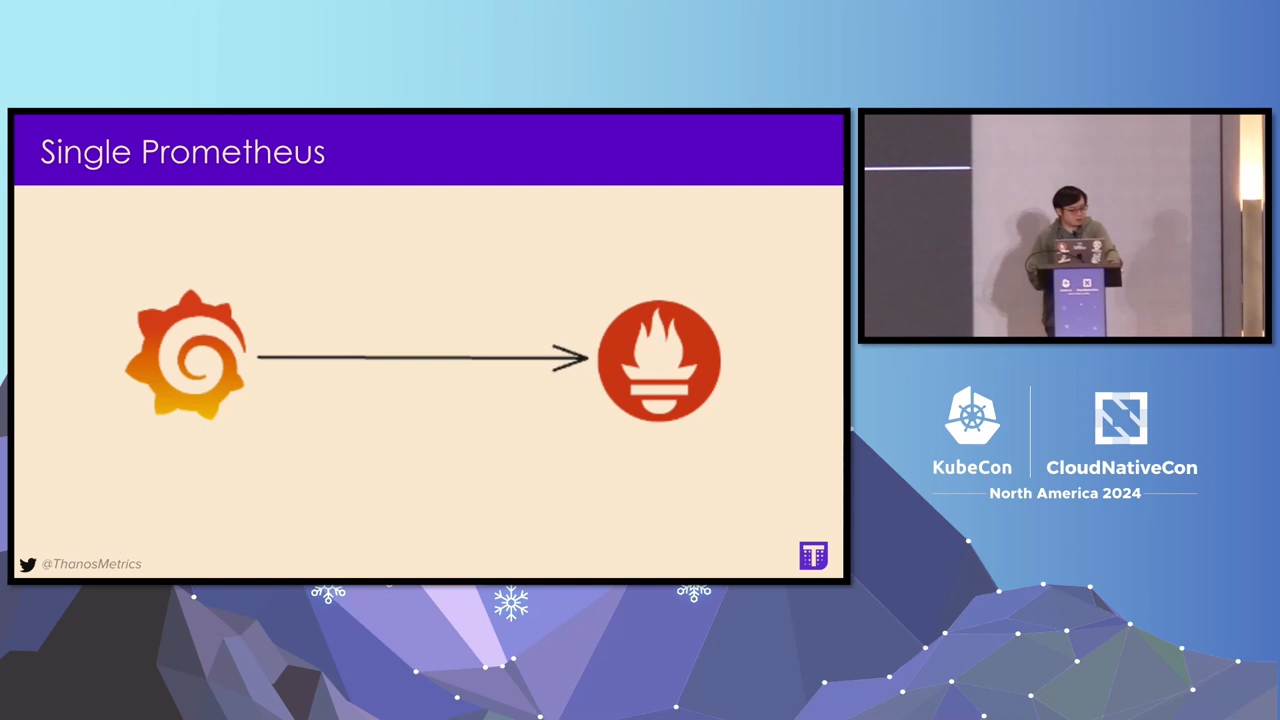 Single Prometheus
@ThanosMetrics
KubeCon
CloudNativeCon
North America 2024